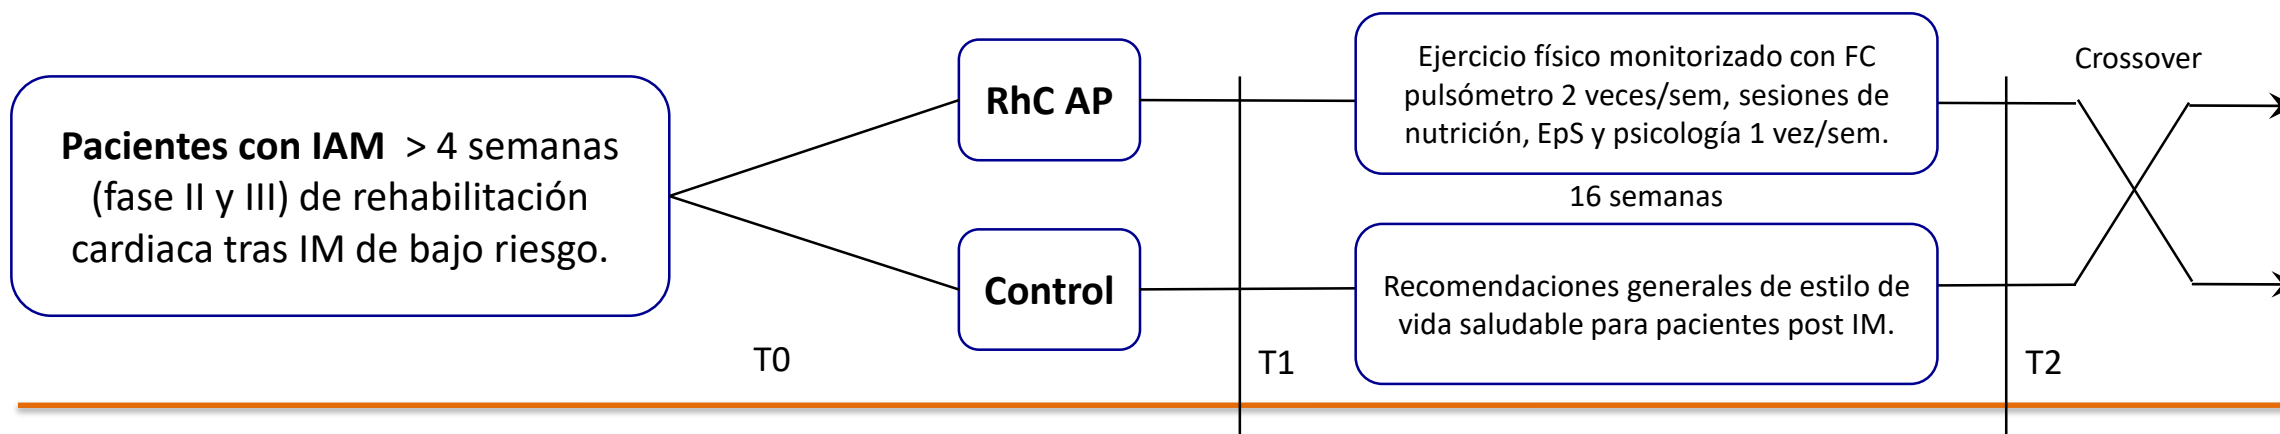 Pacientes con IAM > 4 semanas
(fase II y III) de rehabilitación
cardiaca tras IM de bajo riesgo.
RhC AP
Control
T0
T1
Ejercicio físico monitorizado con FC
pulsómetro 2 veces/sem, sesiones de
nutrición, EpS y psicología 1 vez/sem.
16 semanas
Recomendaciones generales de estilo de
vida saludable para pacientes post IM.
Crossover
T2